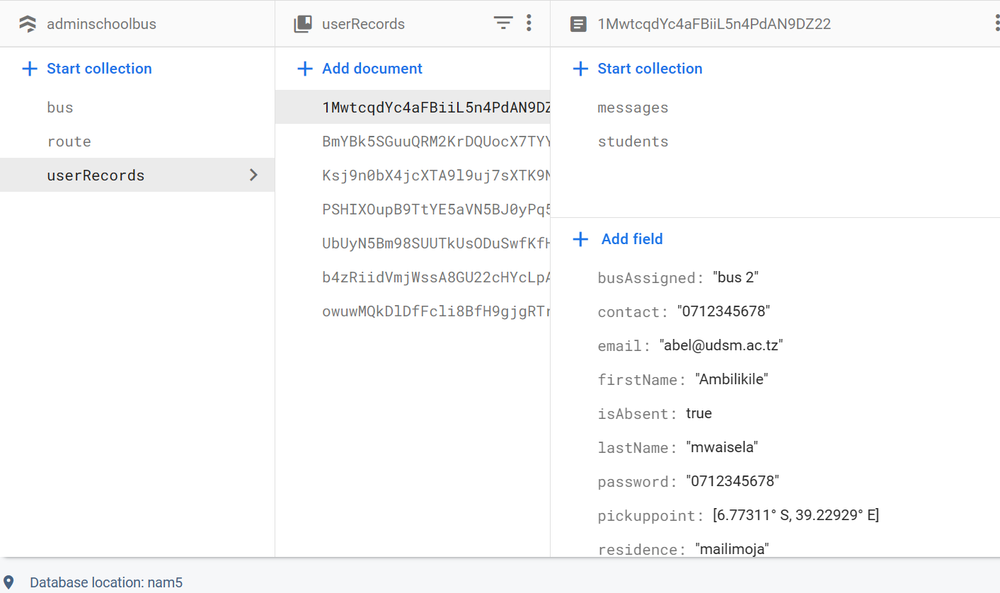 adminschoolbus
Start collection
bus
route
userRecords
userRecords
Add document
1MwtcqdYc4aFBiiL5n4PdAN9DZ
BmYBk5SGuuQRM2KrDQUocX7TYY
Ksj9n0bX4jcXTA9l9uj7sXTK9N
PSHIXOupB9TtYE5aVN5BJ0yPq5
UbUyN5Bm98SUUTkUsODuSwfKfH
b4zRiidVmjWssA8GU22cHYcLpA
owuwMQkDlDfFcli8BfH9gjgRTr
1MwtcqdYc4aFBiiL5n4PdAN9DZ22
Start collection
messages
students
Add field
busAssigned: "bus 2"
contact: "0712345678"
email: "abel@udsm.ac.tz"
firstName: "Ambilikile"
isAbsent: true
lastName: "mwaisela"
password: "0712345678"
pickuppoint: [6.77311° S, 39.22929° E]
residence: "mailimoja"
Database location: nam5